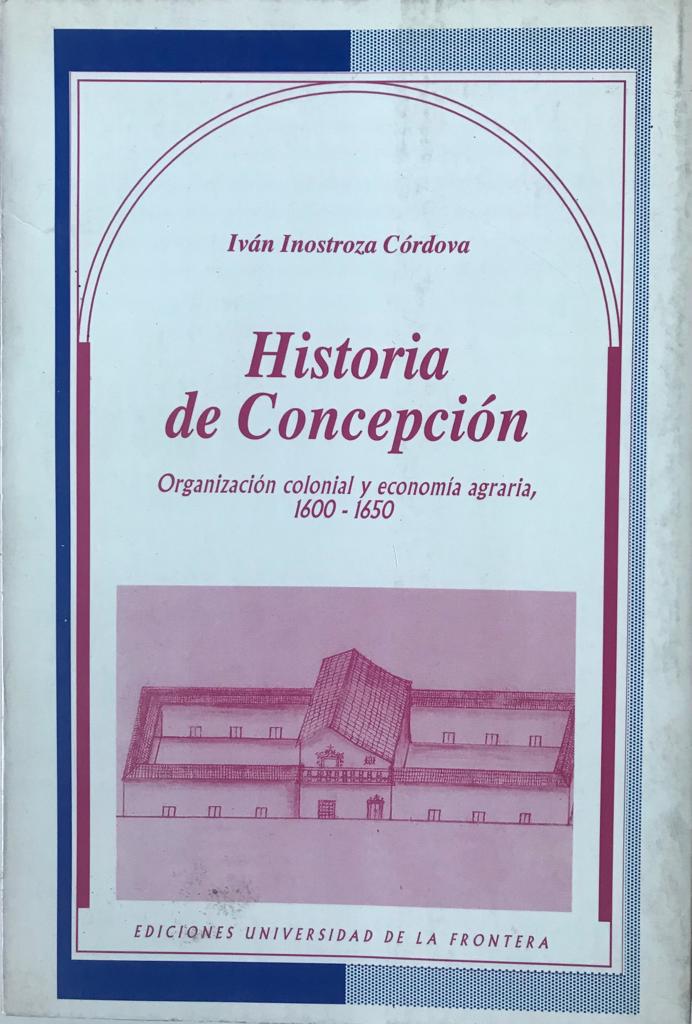 Iván Inostroza Córdova
Historia
de Concepción
Organización colonial y economía agraria,
1600 - 1650
EDICIONES UNIVERSIDAD DE LA FRONTERA